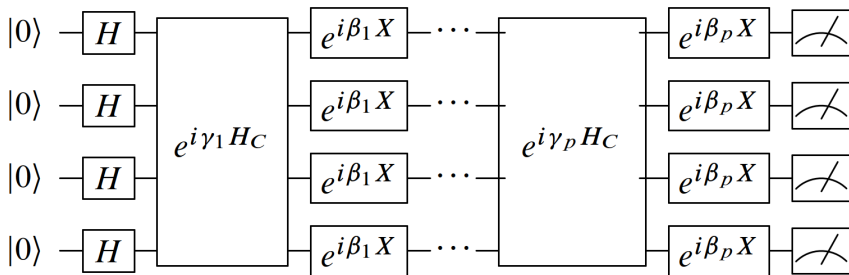 |0⟩ H e^{iβ_1 X} ⋯ e^{iβ_p X}
|0⟩ H e^{iβ_1 X} ⋯ e^{iβ_p X}
e^{iγ_1 H_C} e^{iγ_p H_C}
|0⟩ H e^{iβ_1 X} ⋯ e^{iβ_p X}
|0⟩ H e^{iβ_1 X} ⋯ e^{iβ_p X}